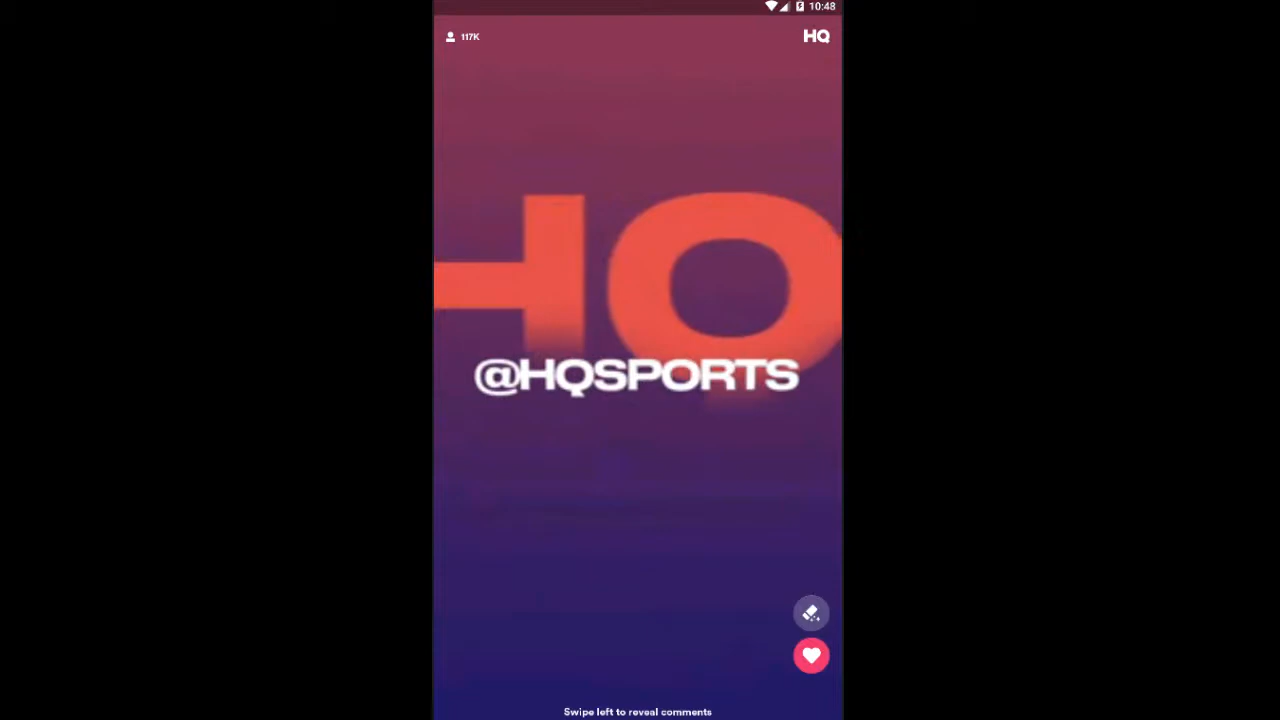 10:48
117K
HQ
HQ
@HQSPORTS
Swipe left to reveal comments